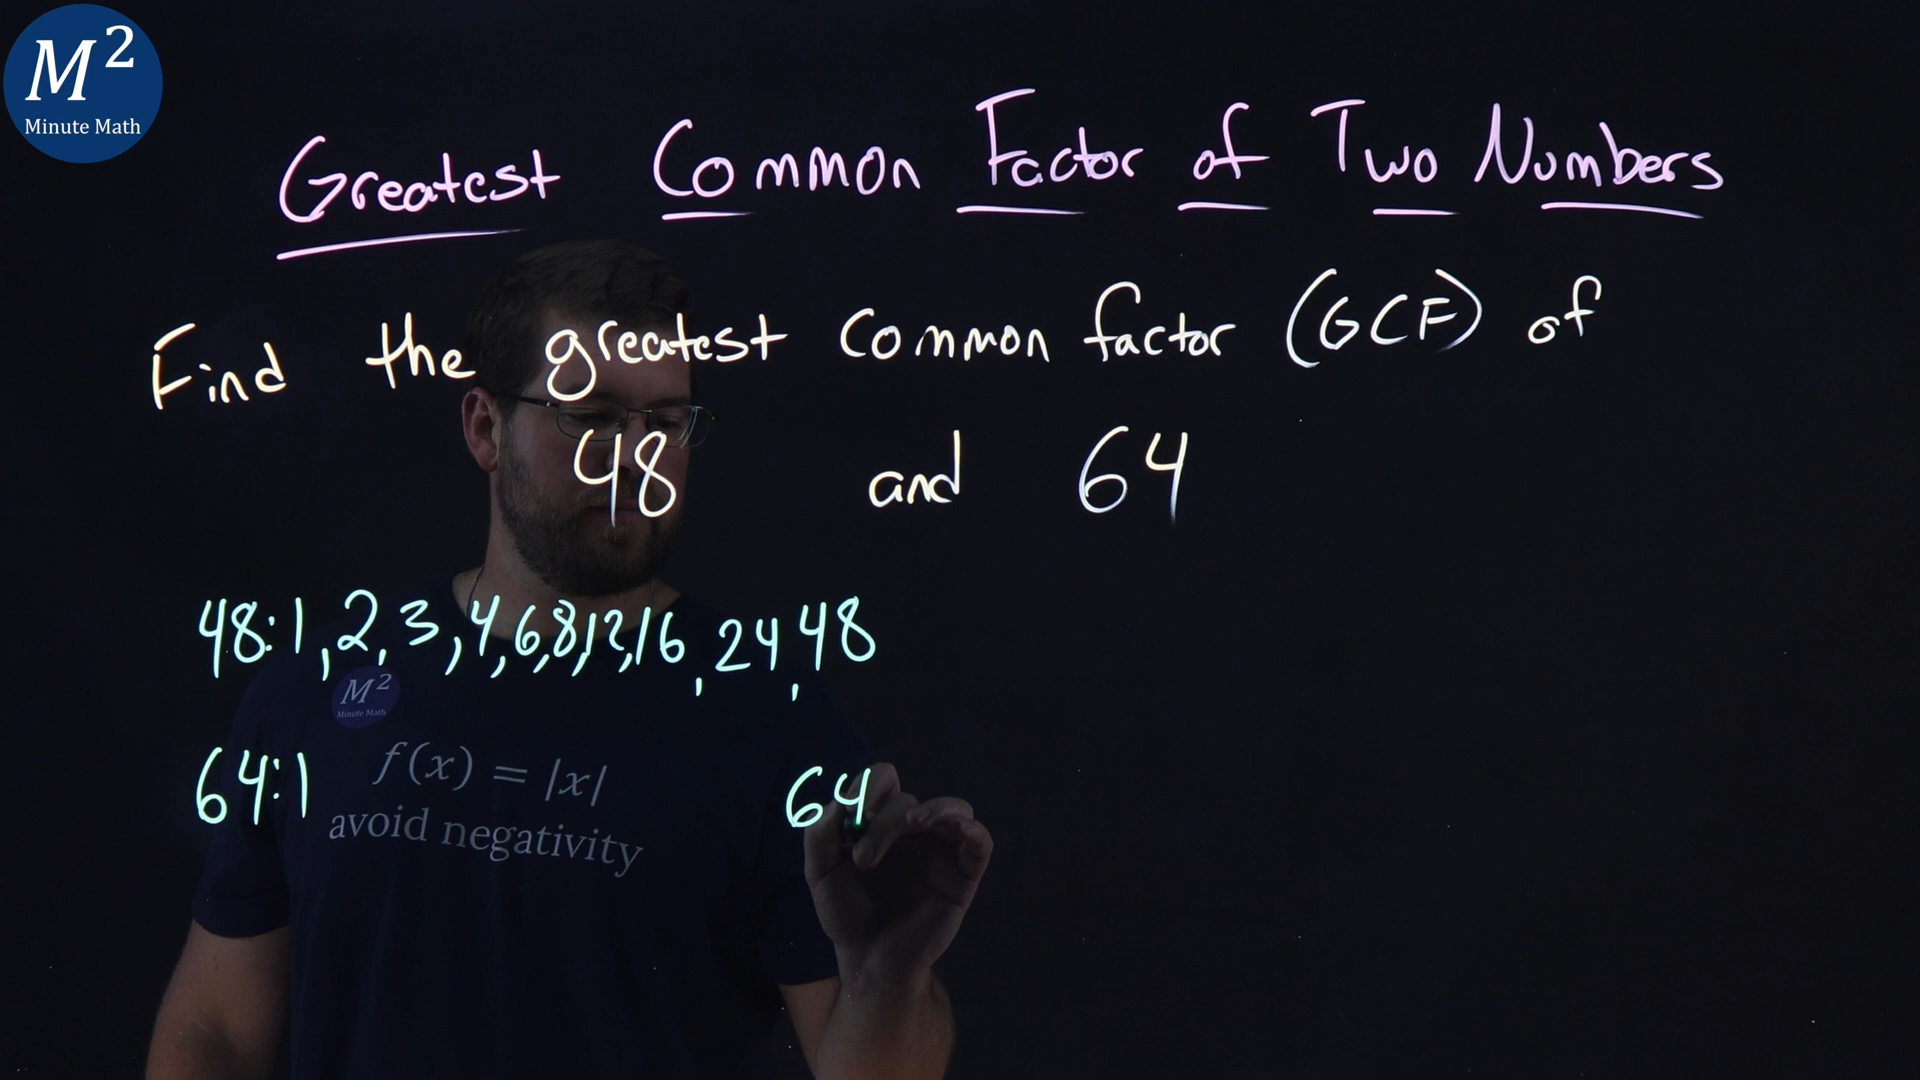 M²
Minute Math
Greatest Common Factor of Two Numbers
Find the greatest common factor (GCF) of
48 and 64
48: 1, 2, 3, 4, 6, 8, 12, 16, 24, 48
M²
Minute Math
64: 1 64
f(x) = |x|
avoid negativity